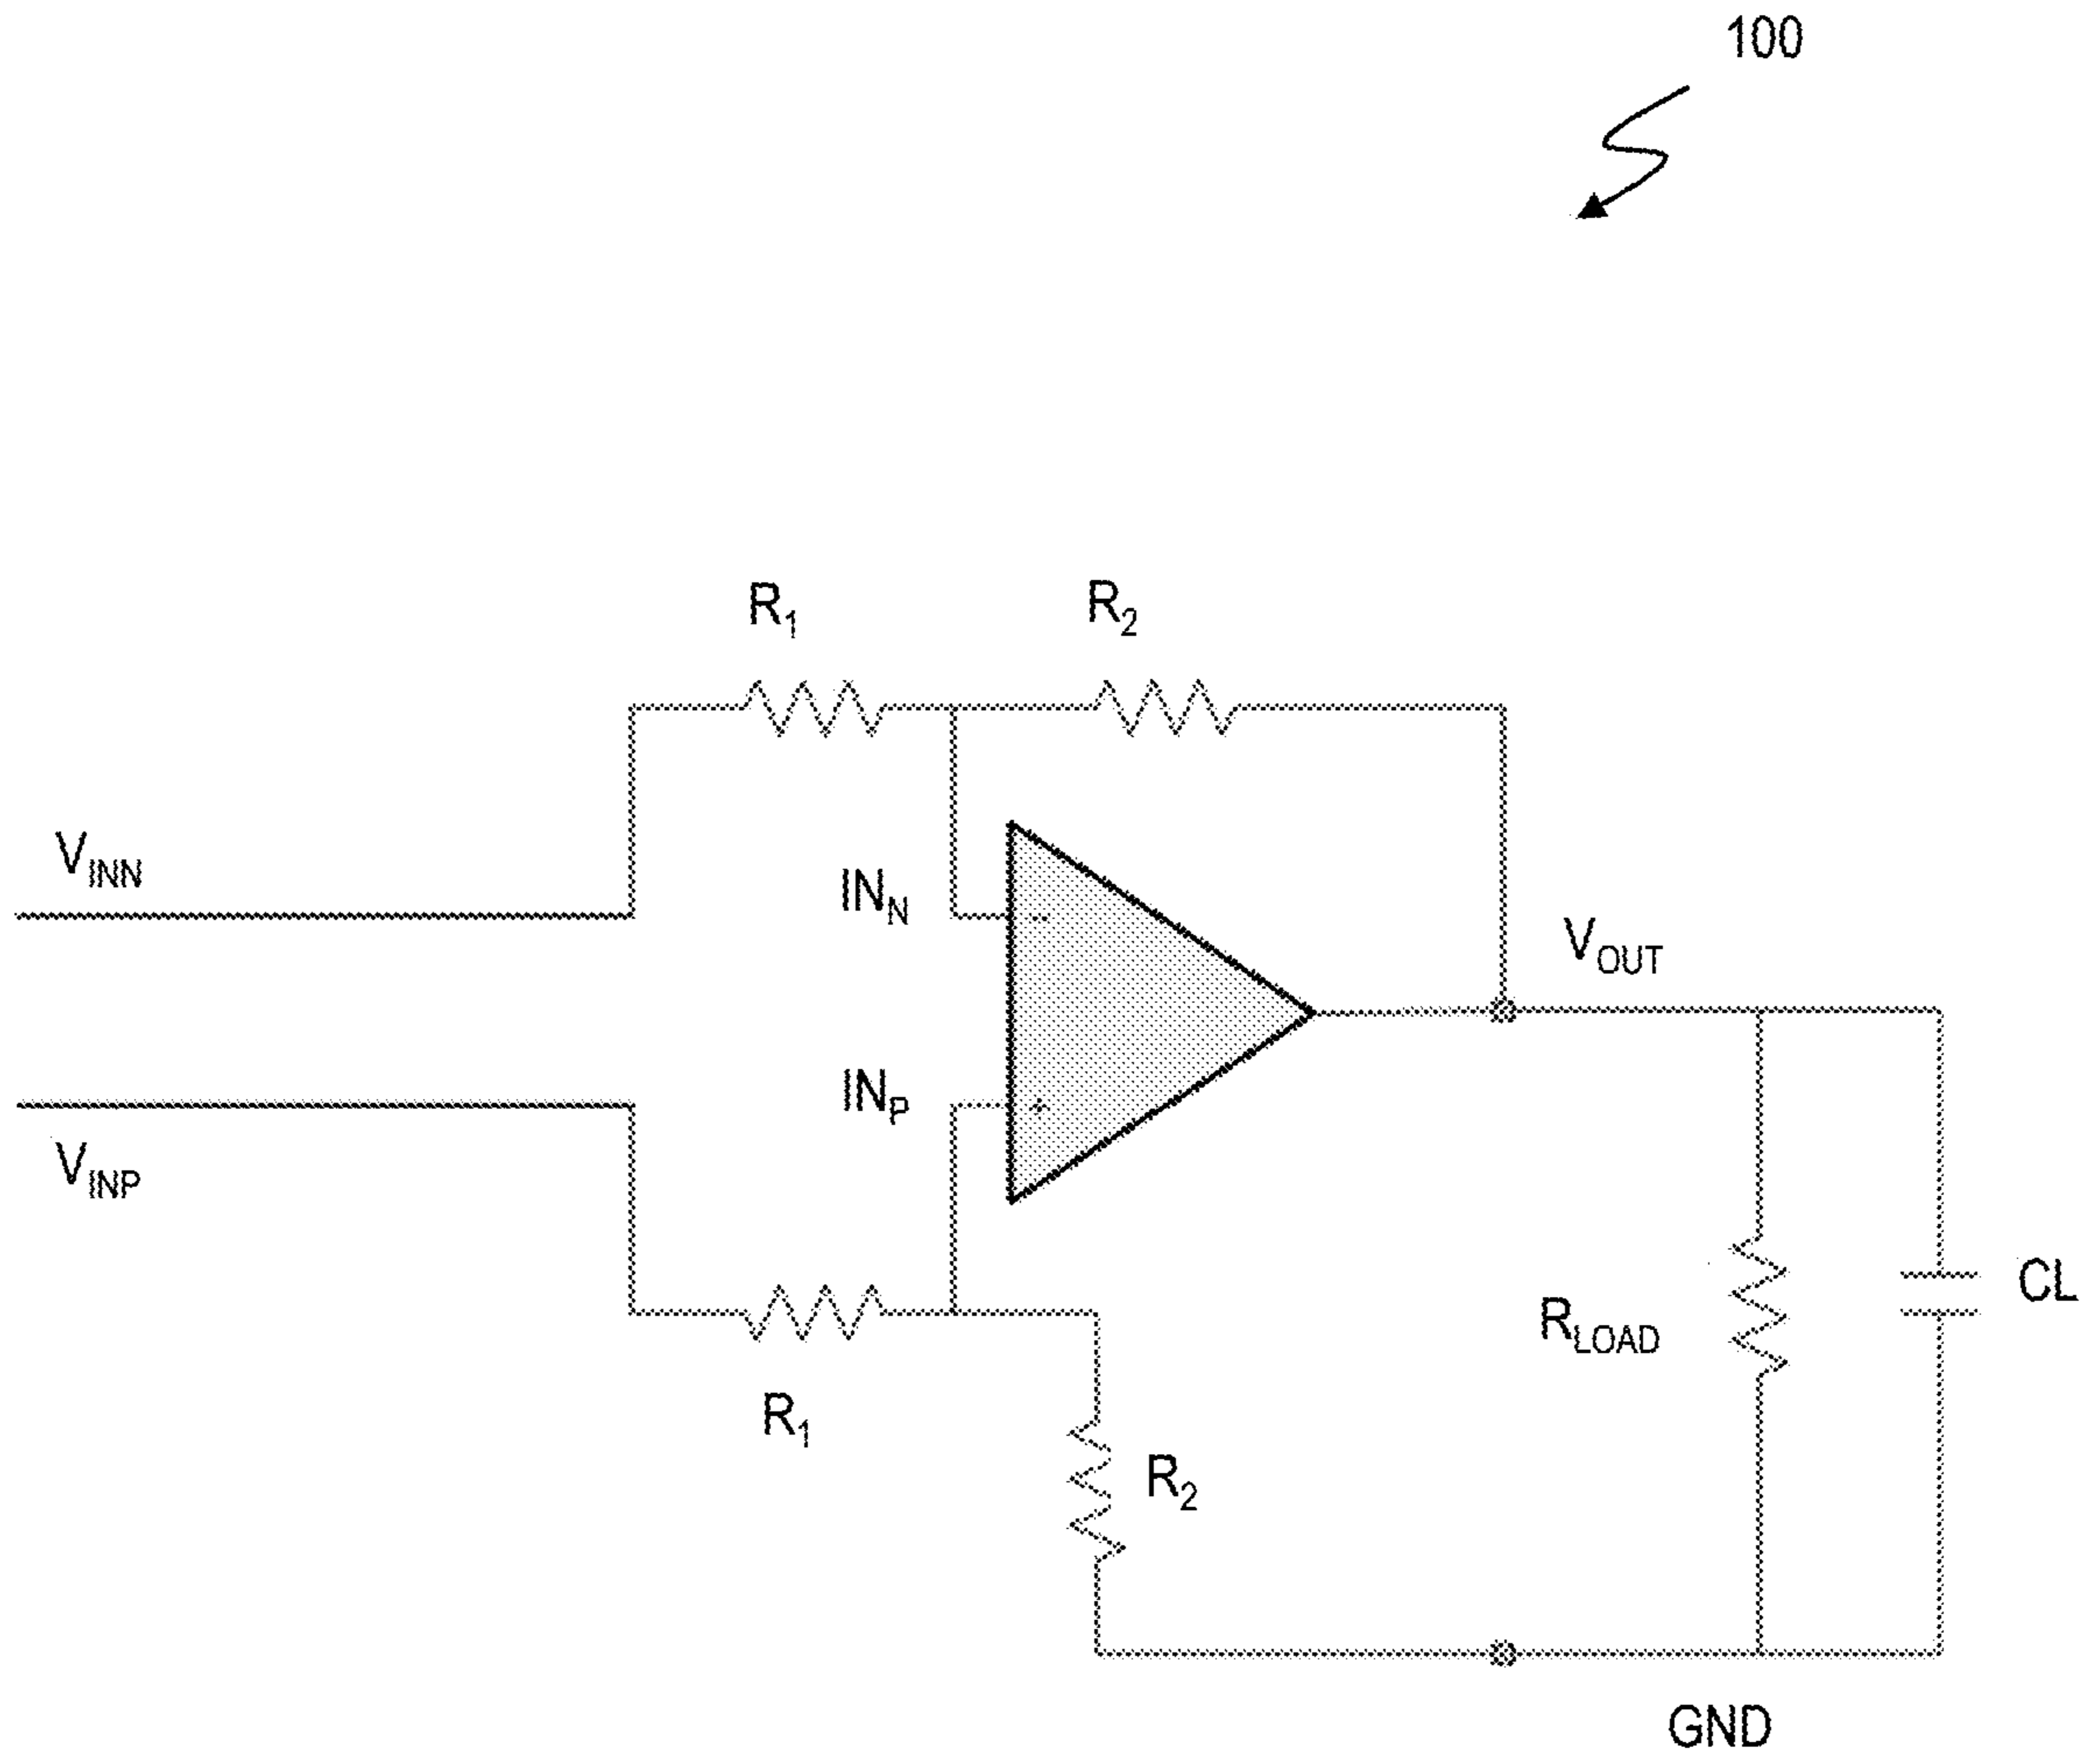 100
R1
R2
VINN
INN
-
VOUT
INP
+
VINP
RLOAD
CL
R1
R2
GND